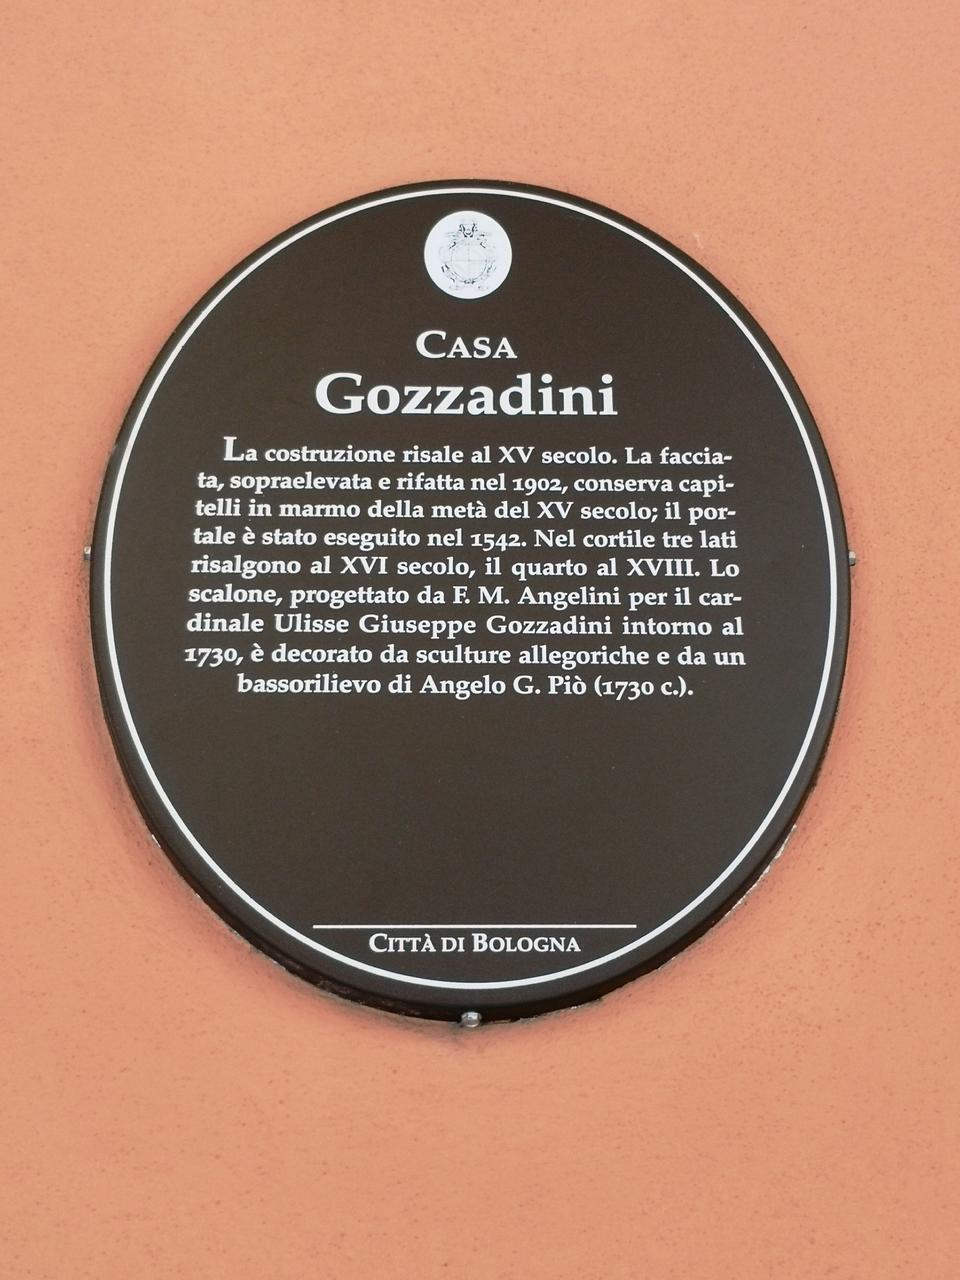 CASA
Gozzadini
La costruzione risale al XV secolo. La faccia-
ta, sopraelevata e rifatta nel 1902, conserva capi-
telli in marmo della metà del XV secolo; il por-
tale è stato eseguito nel 1542. Nel cortile tre lati
risalgono al XVI secolo, il quarto al XVIII. Lo
scalone, progettato da F. M. Angelini per il car-
dinale Ulisse Giuseppe Gozzadini intorno al
1730, è decorato da sculture allegoriche e da un
bassorilievo di Angelo G. Piò (1730 c.).
CITTÀ DI BOLOGNA